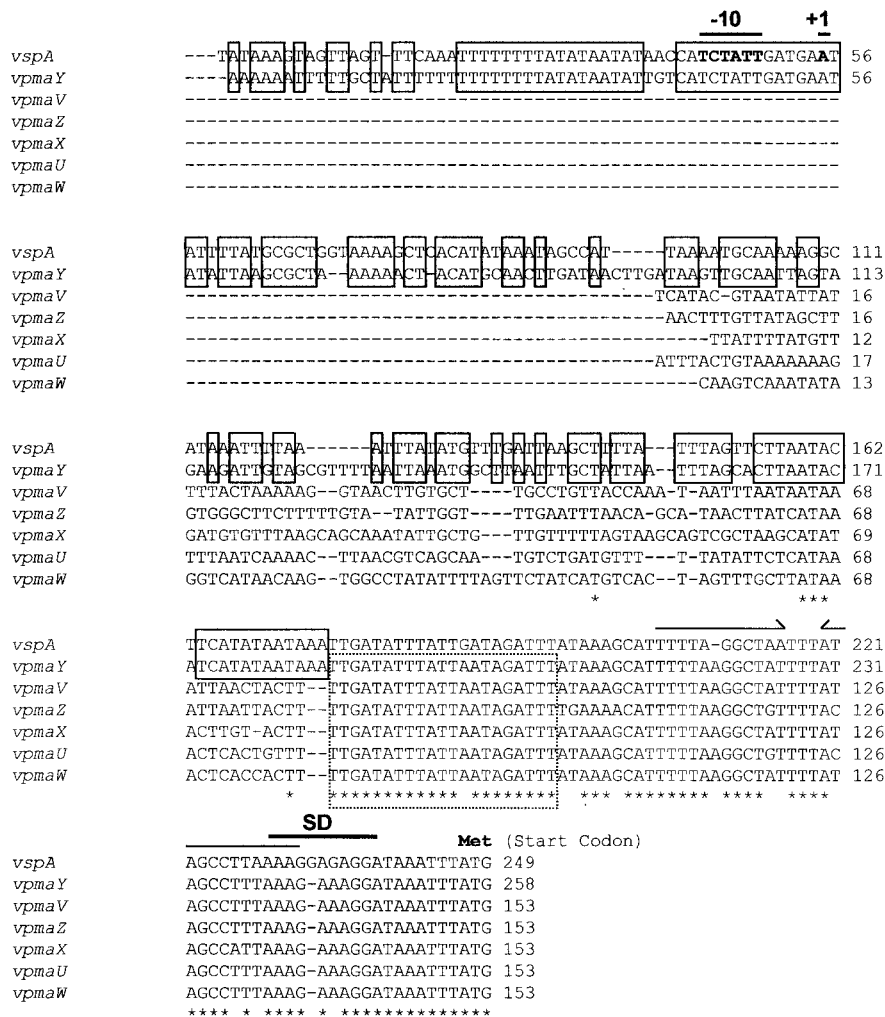 -10 +1
vspA ---TATAAAGTAGTTAGT-TTCAAATTTTTTTTATATAATATAACCATCTATTGATGAAT 56
vpmaY ----AAAAAATTTTTGCTATTTTTTTTTTTTTTATATAATATTGTCATCTATTGATGAAT 56
vpmaV ------------------------------------------------------------
vpmaZ ------------------------------------------------------------
vpmaX ------------------------------------------------------------
vpmaU ------------------------------------------------------------
vpmaW ------------------------------------------------------------
vspA ATTTTATGCGCTGGTAAAAGCTCACATATAAATAGCCAT-----TAAAATGCAAAAAGGC 111
vpmaY ATATTAAGCGCTA--AAAAACT-ACATGCAACTTGATAACTTGATAAGTTGCAATTAGTA 113
vpmaV -------------------------------------------TCATAC-GTAATATTAT 16
vpmaZ --------------------------------------------AACTTTGTTATAGCTT 16
vpmaX ------------------------------------------------TTATTTTATGTT 12
vpmaU -------------------------------------------ATTTACTGTAAAAAAAG 17
vpmaW -----------------------------------------------CAAGTCAAATATA 13
vspA ATAAATTTTAA------ATTTATATGTTTGATTAAGCTTTTA---TTTAGTTCTTAATAC 162
vpmaY GAAGATTGTAGCGTTTTAATTAAATGGCTTAATTTGCTATTAA--TTTAGCACTTAATAC 171
vpmaV TTTACTAAAAAG--GTAACTTGTGCT----TGCCTGTTACCAAA-T-AATTTAATAATAA 68
vpmaZ GTGGGCTTCTTTTTGTA--TATTGGT----TTGAATTTAACA-GCA-TAACTTATCATAA 68
vpmaX GATGTGTTTAAGCAGCAAATATTGCTG---TTGTTTTTAGTAAGCAGTCGCTAAGCATAT 69
vpmaU TTTAATCAAAAC--TTAACGTCAGCAA---TGTCTGATGTTT---T-TATATTCTCATAA 68
vpmaW GGTCATAACAAG--TGGCCTATATTTTAGTTCTATCATGTCAC--T-AGTTTGCTTATAA 68
* ***
vspA TTCATATAATAAATTGATATTTATTGATAGATTTATAAAGCATTTTTA-GGCTAATTTAT 221
vpmaY ATCATATAATAAATTGATATTTATTAATAGATTTATAAAGCATTTTTAAGGCTATTTTAT 231
vpmaV ATTAACTACTT--TTGATATTTATTAATAGATTTATAAAGCATTTTTAAGGCTATTTTAT 126
vpmaZ ATTAATTACTT--TTGATATTTATTAATAGATTTTGAAAACATTTTTAAGGCTGTTTTAC 126
vpmaX ACTTGT-ACTT--TTGATATTTATTAATAGATTTATAAAGCATTTTTAAGGCTATTTTAT 126
vpmaU ACTCACTGTTT--TTGATATTTATTAATAGATTTATAAAGCATTTTTAAGGCTGTTTTAC 126
vpmaW ACTCACCACTT--TTGATATTTATTAATAGATTTATAAAGCATTTTTAAGGCTATTTTAT 126
* ************ ******** *** ******** **** ****
SD Met (Start Codon)
vspA AGCCTTAAAAGGAGAGGATAAATTTATG 249
vpmaY AGCCTTTAAAG-AAAGGATAAATTTATG 258
vpmaV AGCCTTTAAAG-AAAGGATAAATTTATG 153
vpmaZ AGCCTTTAAAG-AAAGGATAAATTTATG 153
vpmaX AGCCATTAAAG-AAAGGATAAATTTATG 153
vpmaU AGCCTTTAAAG-AAAGGATAAATTTATG 153
vpmaW AGCCTTTAAAG-AAAGGATAAATTTATG 153
**** * **** * **************